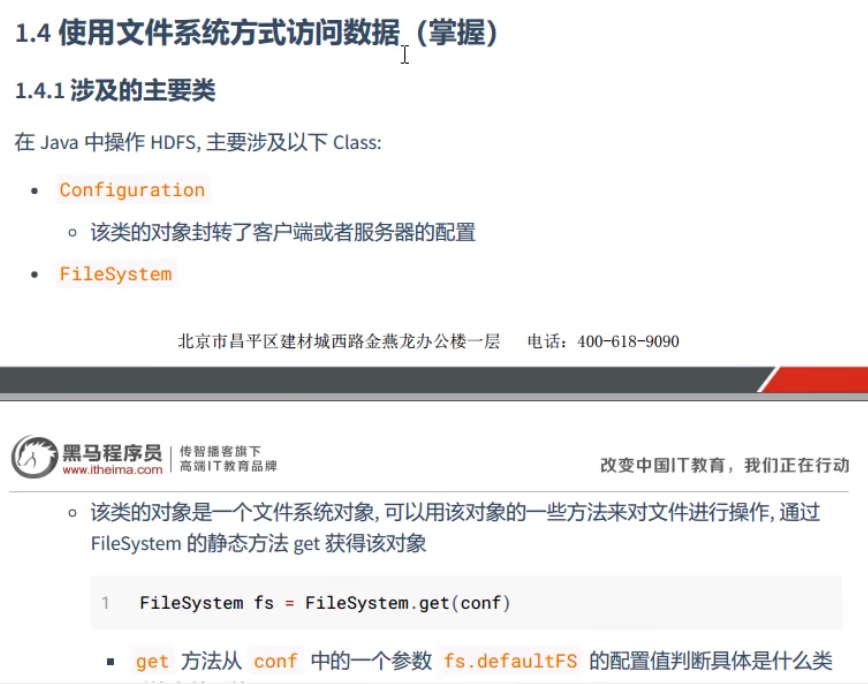 1.4 使用文件系统方式访问数据（掌握）
1.4.1 涉及的主要类
在 Java 中操作 HDFS, 主要涉及以下 Class:
Configuration
该类的对象封转了客户端或者服务器的配置
FileSystem
北京市昌平区建材城西路金燕龙办公楼一层 电话：400-618-9090
黑马程序员
www.itheima.com
传智播客旗下
高端IT教育品牌
改变中国IT教育，我们正在行动
该类的对象是一个文件系统对象, 可以用该对象的一些方法来对文件进行操作, 通过
FileSystem 的静态方法 get 获得该对象
1 FileSystem fs = FileSystem.get(conf)
get 方法从 conf 中的一个参数 fs.defaultFS 的配置值判断具体是什么类